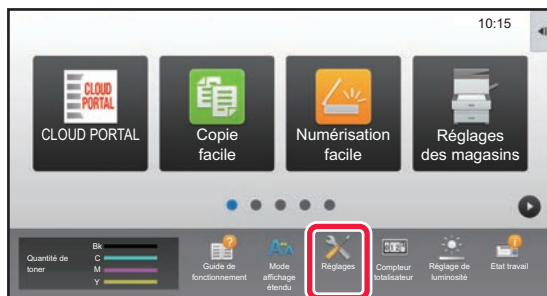 10:15
CLOUD
PORTAL
CLOUD PORTAL
Copie
facile
Numérisation
facile
Réglages
des magasins
Quantité de
toner
Bk
C
M
Y
Guide de
fonctionnement
Mode
affichage
étendu
Réglages
Compteur
totalisateur
Réglage de
luminosité
Etat travail